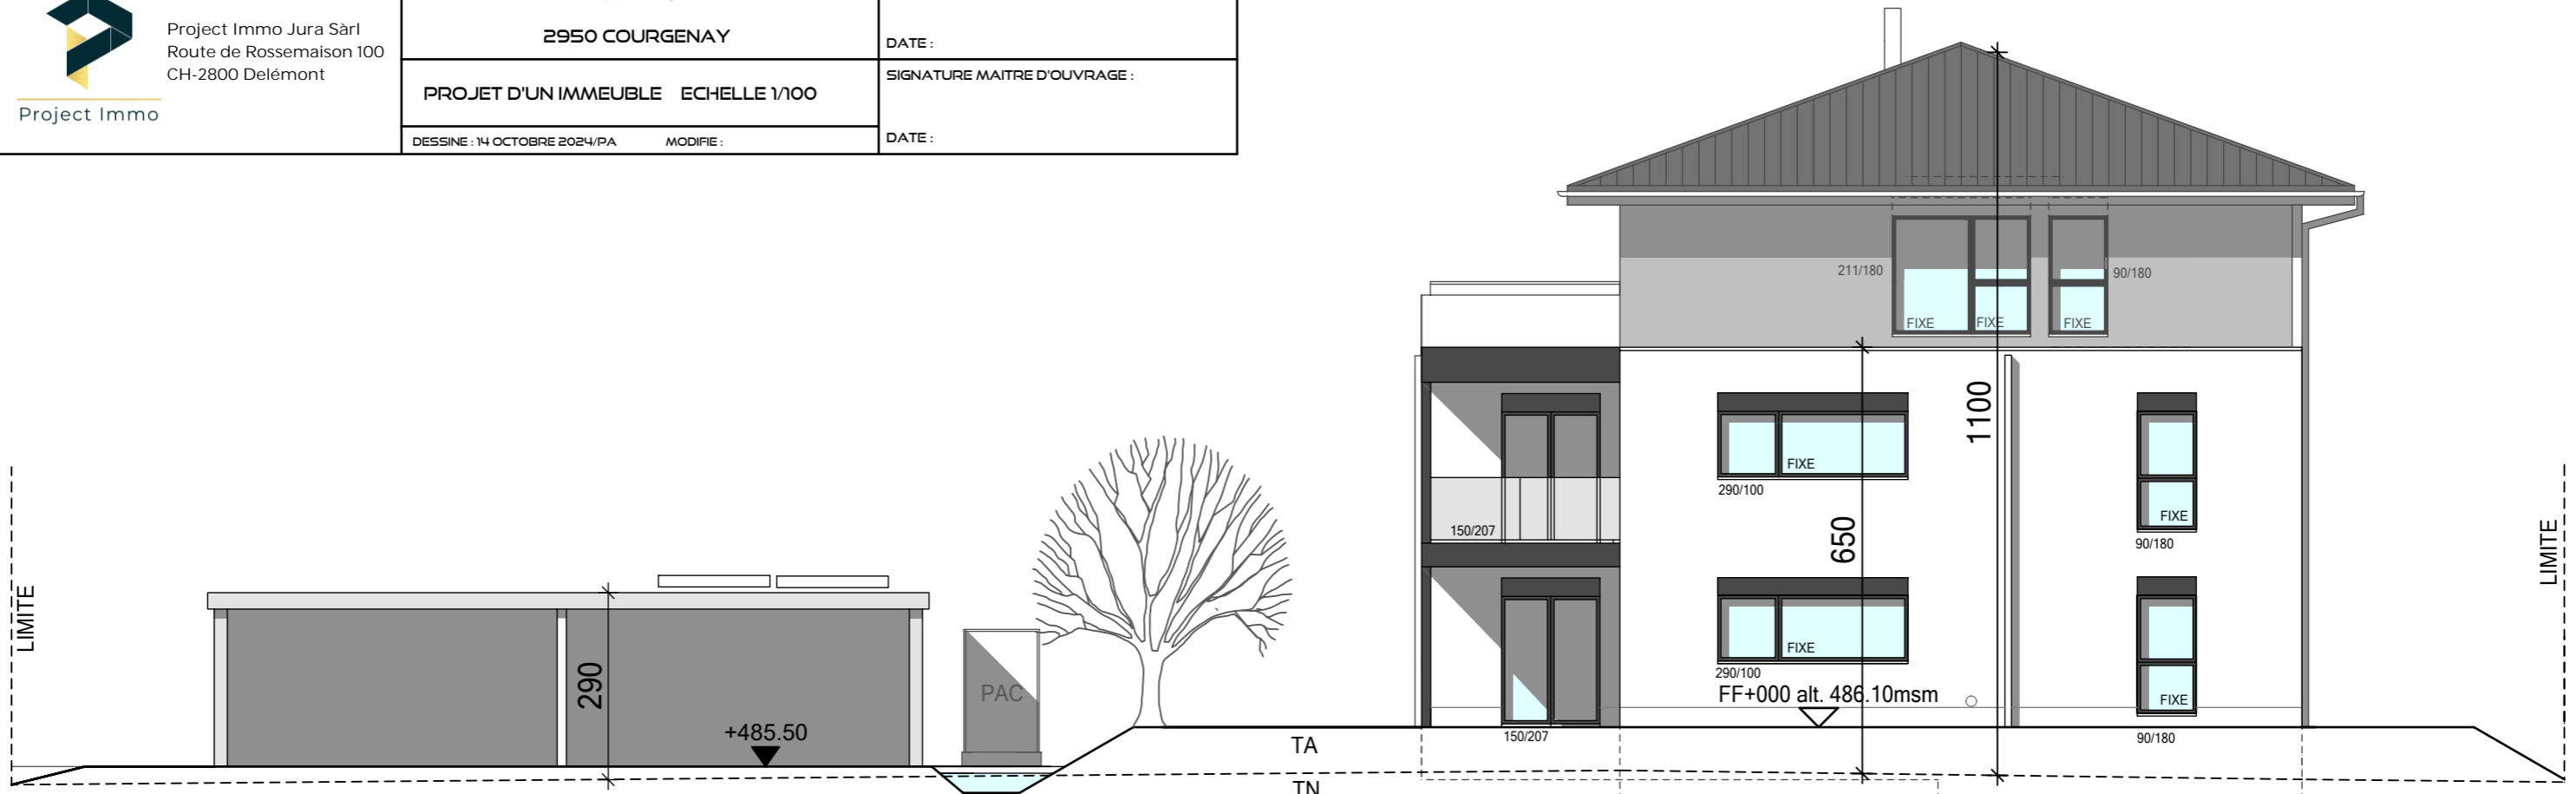 Project Immo
Project Immo Jura Sàrl
Route de Rossemaison 100
CH-2800 Delémont
2950 COURGENAY
PROJET D'UN IMMEUBLE ECHELLE 1/100
DESSINE : 14 OCTOBRE 2024/PA MODIFIE :
DATE :
SIGNATURE MAITRE D'OUVRAGE :
DATE :
211/180
90/180
FIXE
FIXE
FIXE
1100
FIXE
290/100
150/207
650
FIXE
90/180
LIMITE
LIMITE
290
PAC
+485.50
FIXE
290/100
FF+000 alt. 486.10msm
FIXE
90/180
150/207
TA
TN